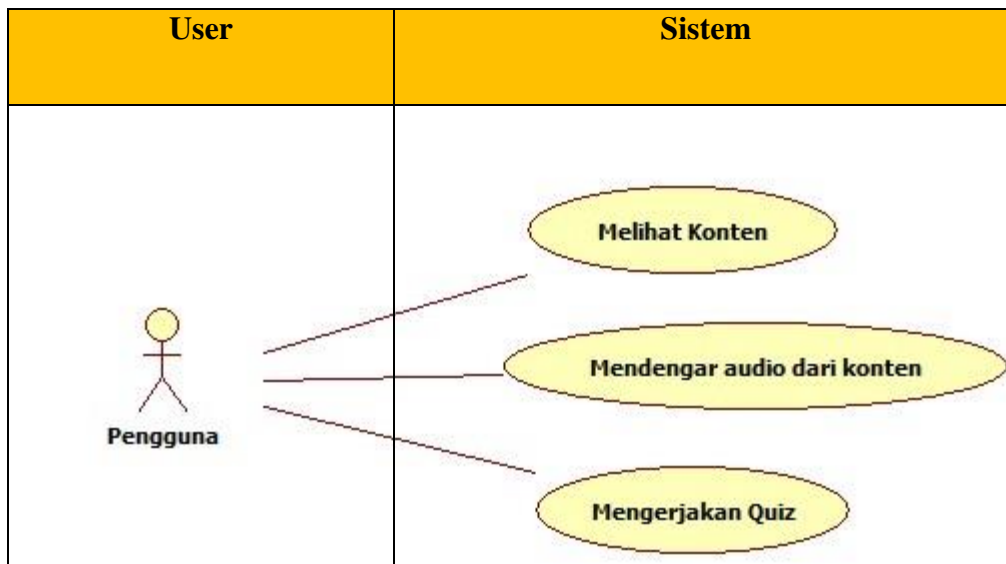 User
Sistem
Melihat Konten
Mendengar audio dari konten
Pengguna
Mengerjakan Quiz